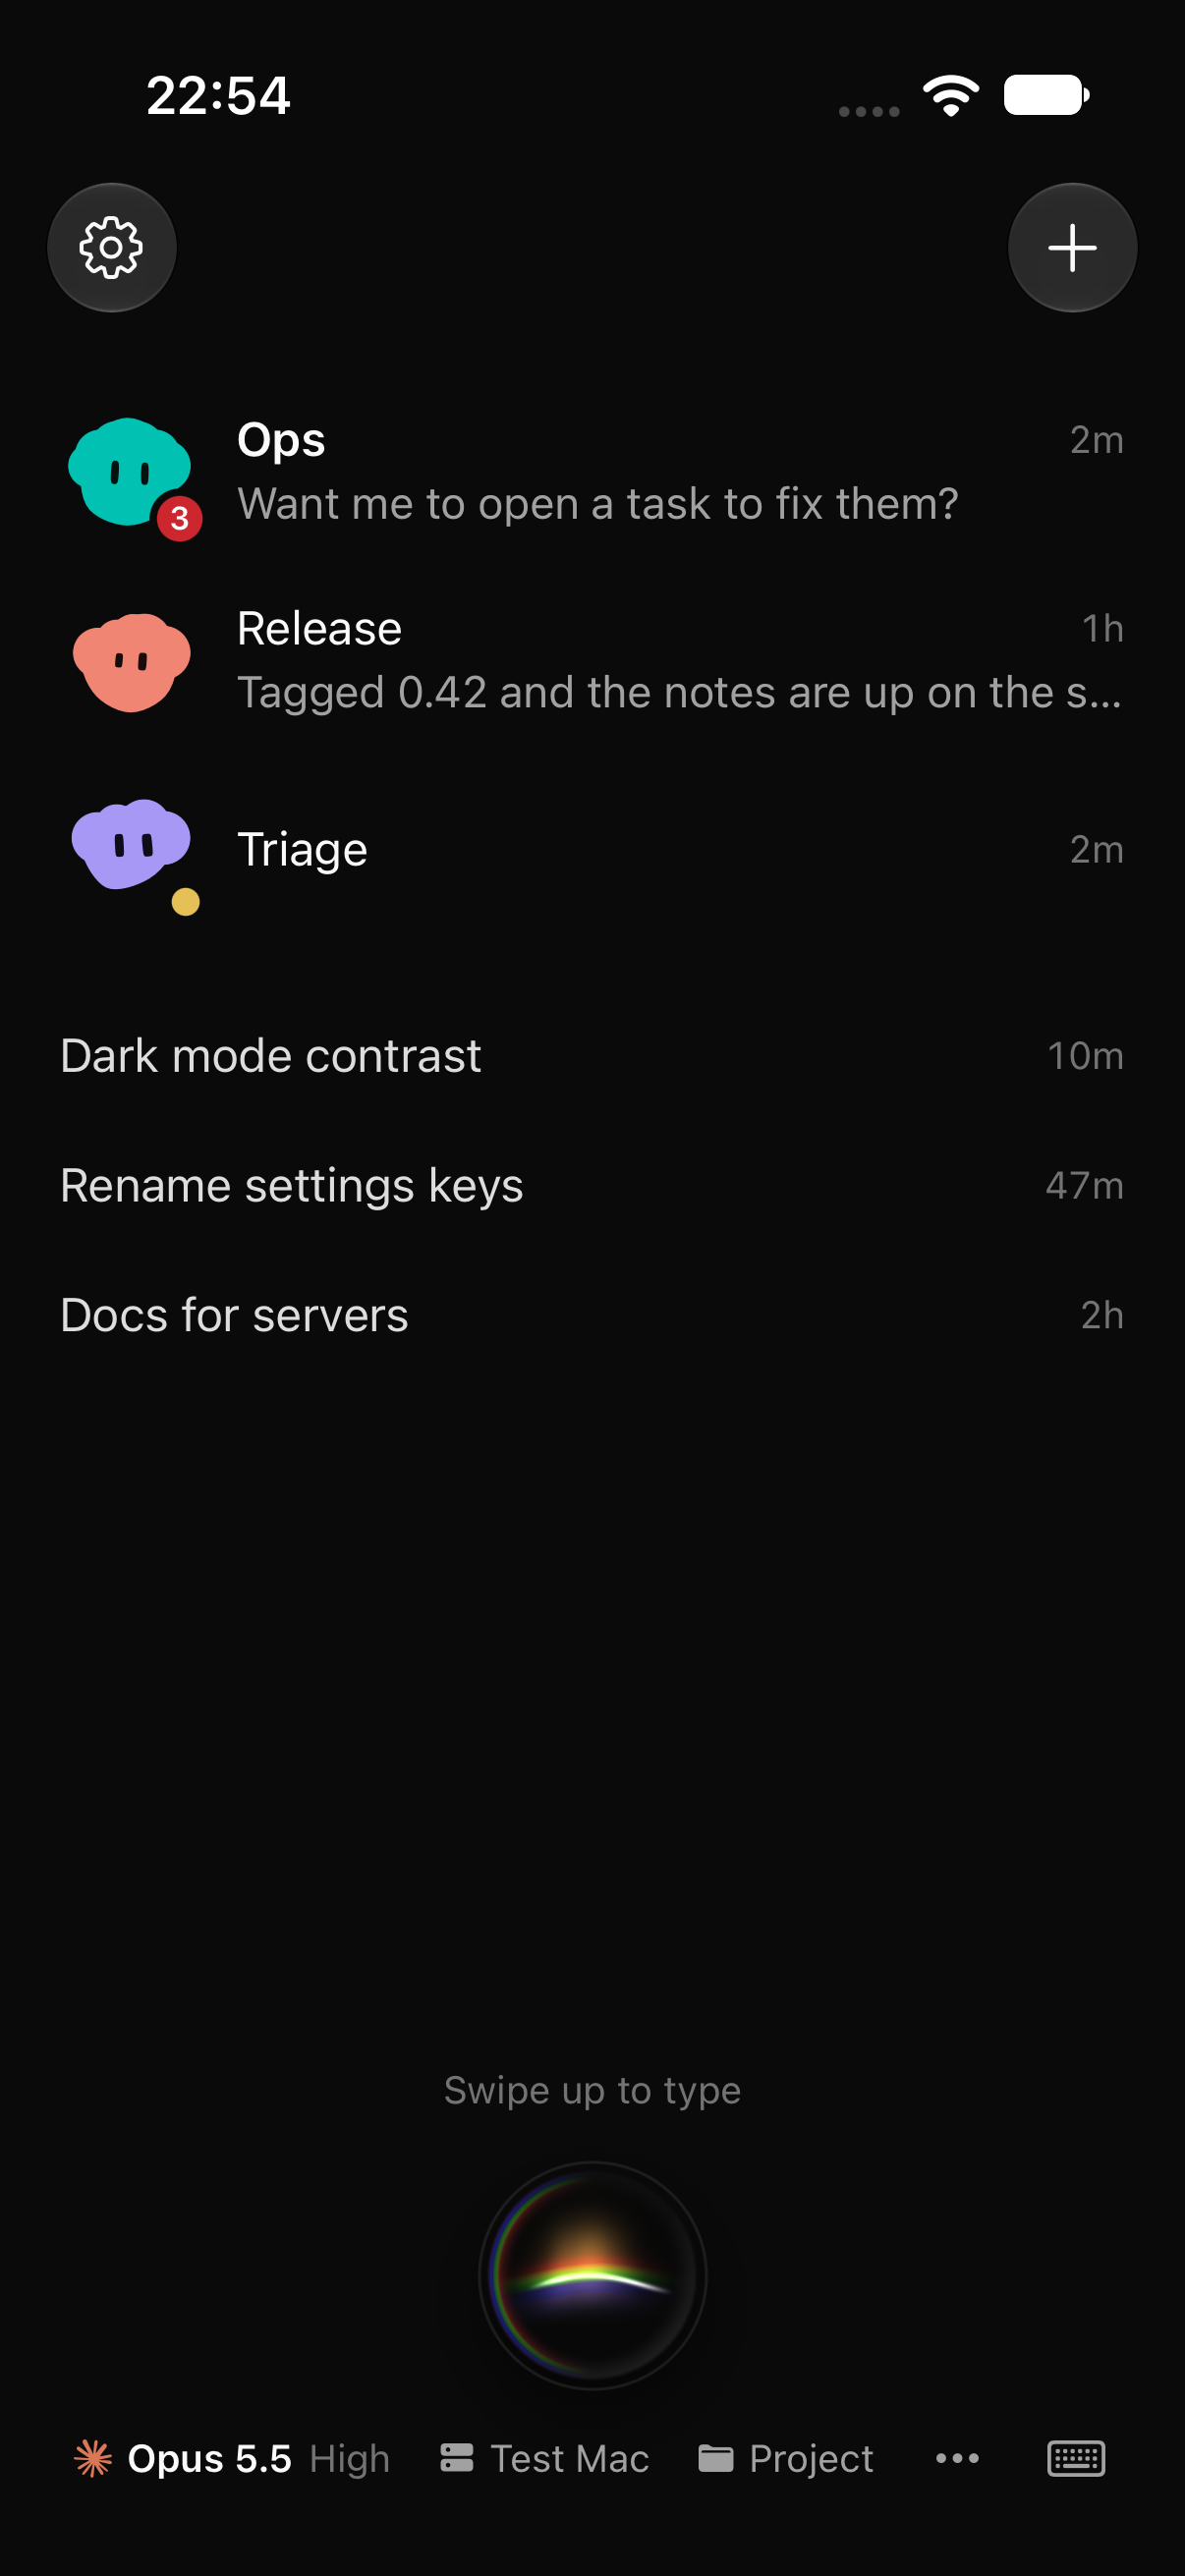 22:54
Ops 2m
3 Want me to open a task to fix them?
Release 1h
Tagged 0.42 and the notes are up on the s...
Triage 2m
Dark mode contrast 10m
Rename settings keys 47m
Docs for servers 2h
Swipe up to type
Opus 5.5 High Test Mac Project